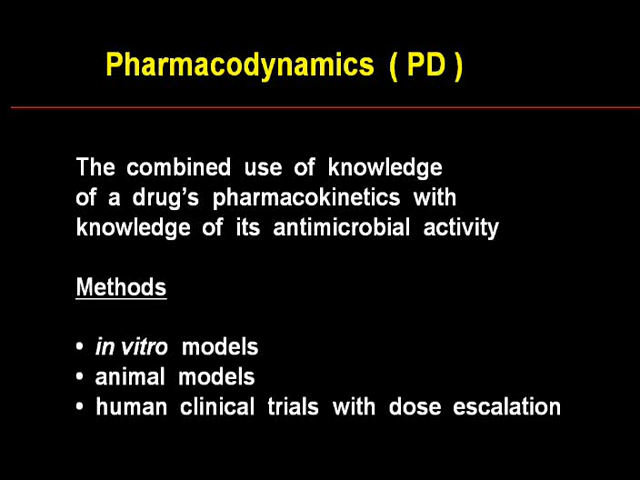 Pharmacodynamics ( PD )
The combined use of knowledge
of a drug's pharmacokinetics with
knowledge of its antimicrobial activity
Methods
• in vitro models
• animal models
• human clinical trials with dose escalation